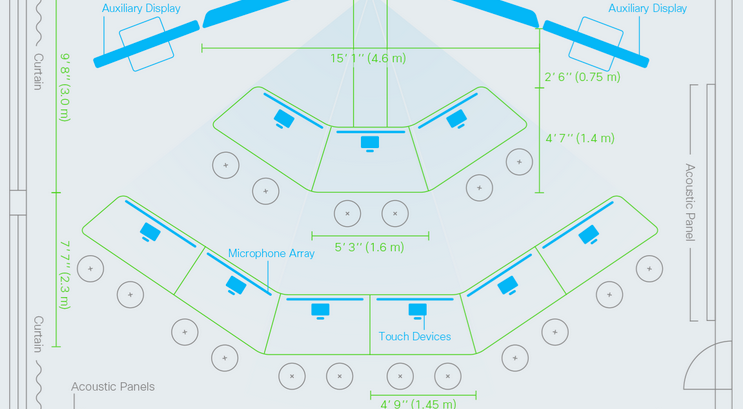 Auxiliary Display
Auxiliary Display
15' 1'' (4.6 m)
2' 6'' (0.75 m)
Curtain
9' 8'' (3.0 m)
4' 7'' (1.4 m)
Acoustic Panel
5' 3'' (1.6 m)
Microphone Array
7' 7'' (2.3 m)
Touch Devices
Curtain
Acoustic Panels
4' 9'' (1.45 m)